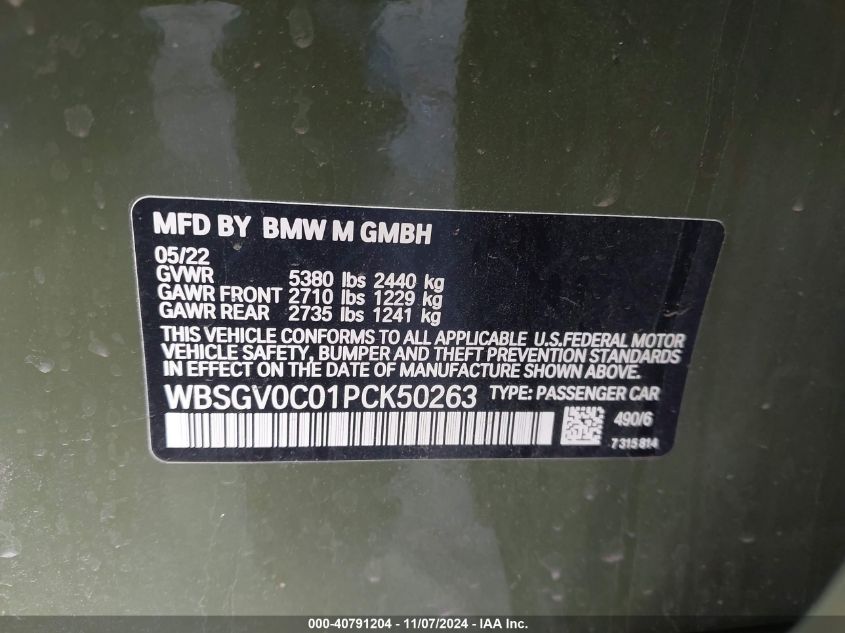 MFD BY BMW M GMBH
05/22
GVWR 5380 lbs 2440 kg
GAWR FRONT 2710 lbs 1229 kg
GAWR REAR 2735 lbs 1241 kg
THIS VEHICLE CONFORMS TO ALL APPLICABLE U.S.FEDERAL MOTOR
VEHICLE SAFETY, BUMPER AND THEFT PREVENTION STANDARDS
IN EFFECT ON THE DATE OF MANUFACTURE SHOWN ABOVE.
WBSGV0C01PCK50263 TYPE: PASSENGER CAR
490/6
7 315 814
000-40791204 - 11/07/2024 - IAA Inc.